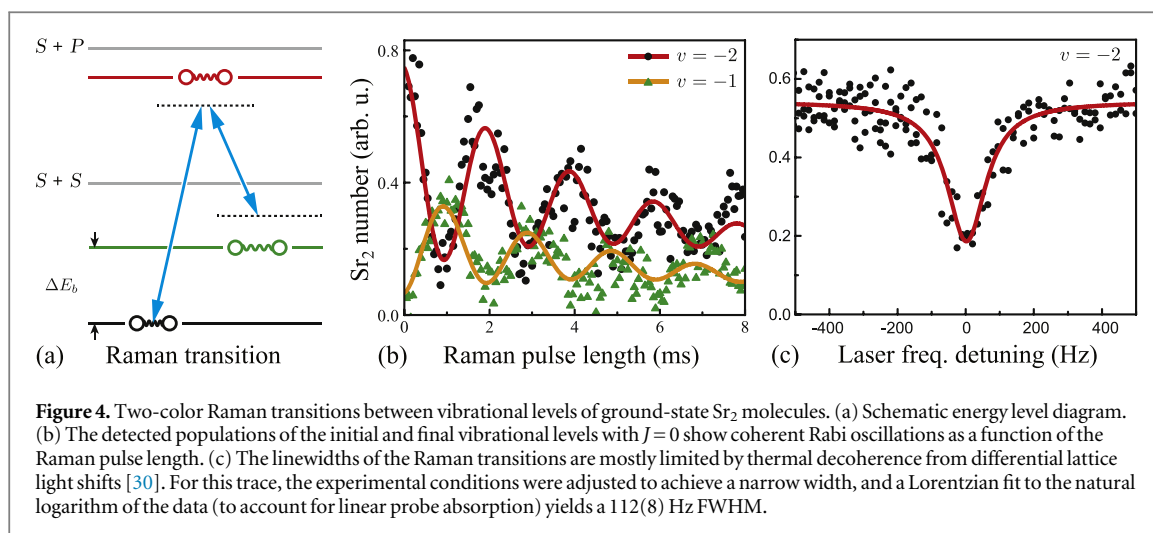 S + P
S + S
ΔE_b
(a) Raman transition
0.8
0.4
0.0
0 2 4 6 8
v = −2
v = −1
Sr₂ number (arb. u.)
(b) Raman pulse length (ms)
0.6
0.4
0.2
0.0
-400 -200 0 200 400
v = −2
(c) Laser freq. detuning (Hz)
Figure 4. Two-color Raman transitions between vibrational levels of ground-state Sr₂ molecules. (a) Schematic energy level diagram.
(b) The detected populations of the initial and final vibrational levels with J = 0 show coherent Rabi oscillations as a function of the
Raman pulse length. (c) The linewidths of the Raman transitions are mostly limited by thermal decoherence from differential lattice
light shifts [30]. For this trace, the experimental conditions were adjusted to achieve a narrow width, and a Lorentzian fit to the natural
logarithm of the data (to account for linear probe absorption) yields a 112(8) Hz FWHM.